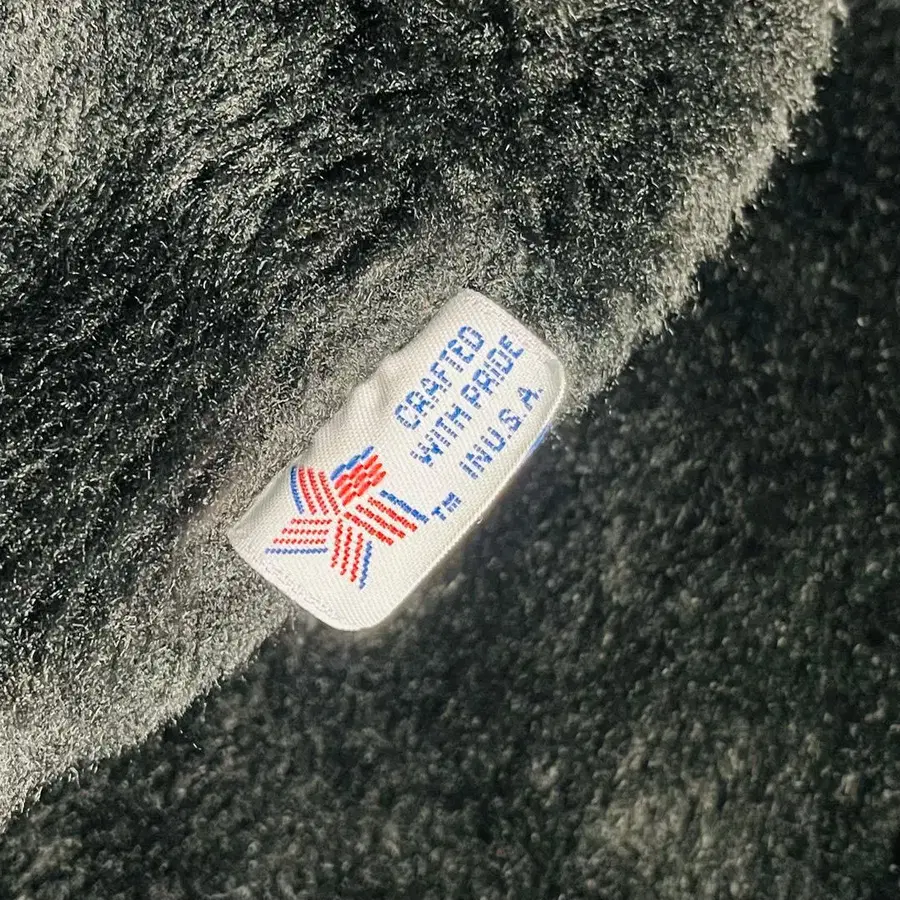 CRAFTED
WITH PRIDE
IN U.S.A.
TM